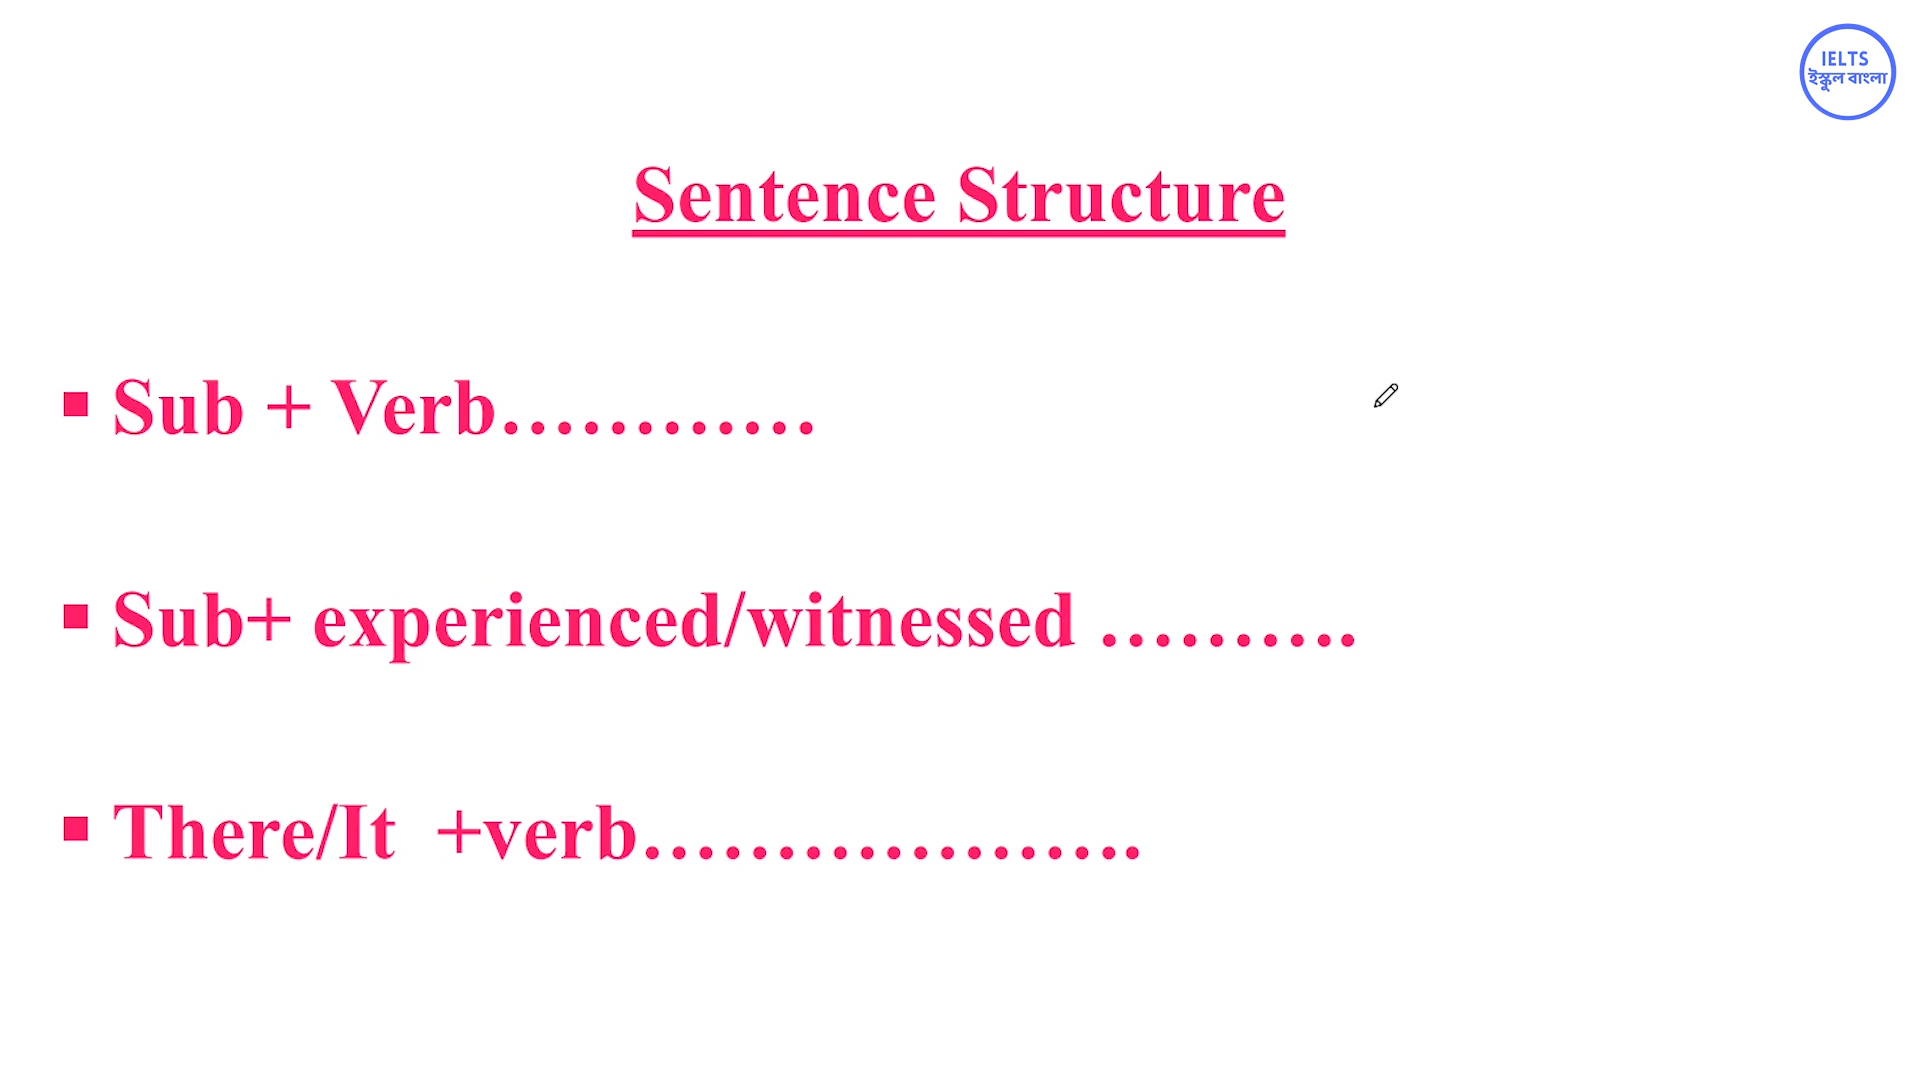 IELTS
ইস্কুল বাংলা
Sentence Structure
▪ Sub + Verb…………
▪ Sub+ experienced/witnessed ……….
▪ There/It  +verb……………….